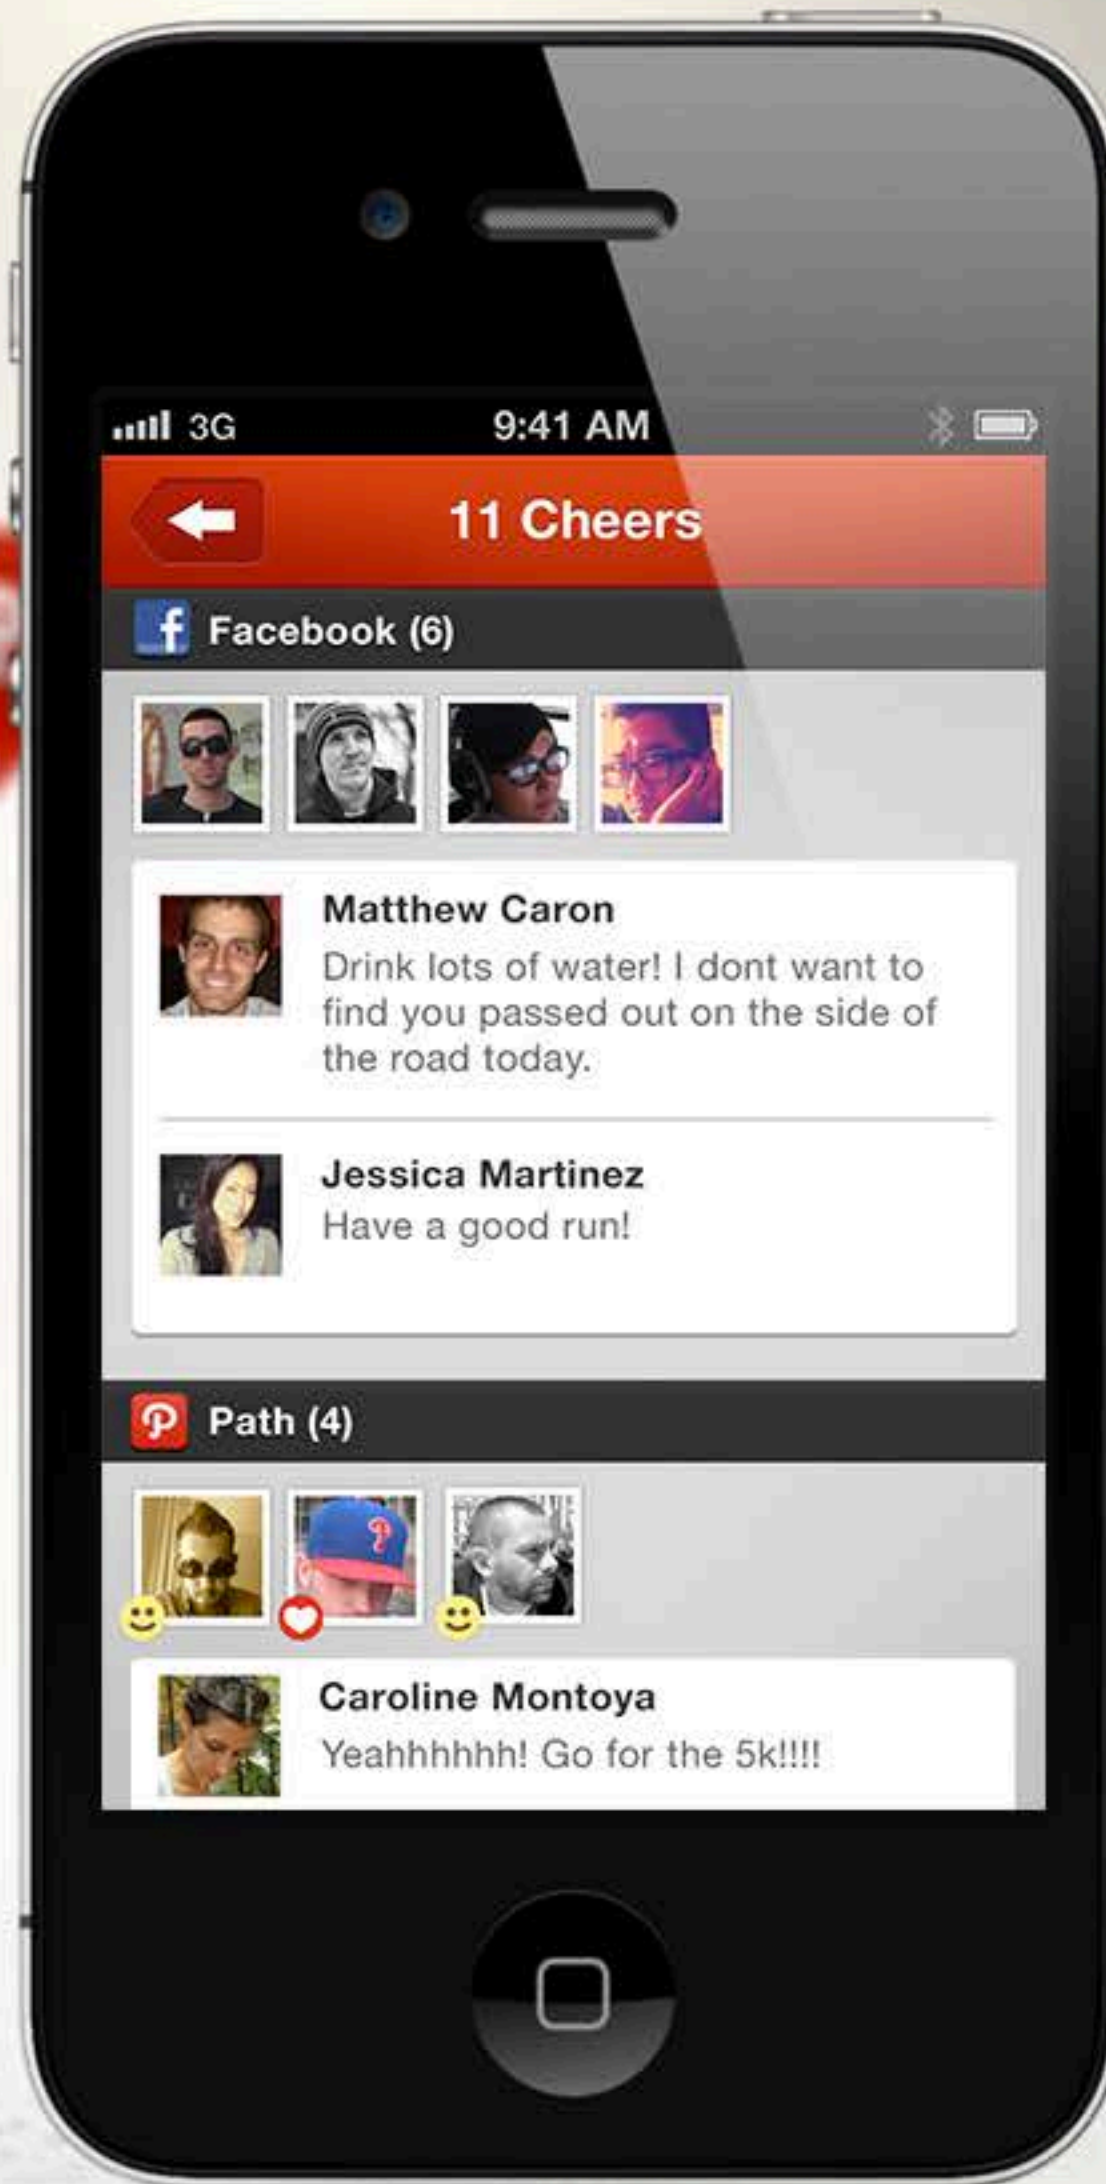 3G 9:41 AM
11 Cheers
Facebook (6)
Matthew Caron
Drink lots of water! I dont want to
find you passed out on the side of
the road today.
Jessica Martinez
Have a good run!
Path (4)
Caroline Montoya
Yeahhhhhh! Go for the 5k!!!!